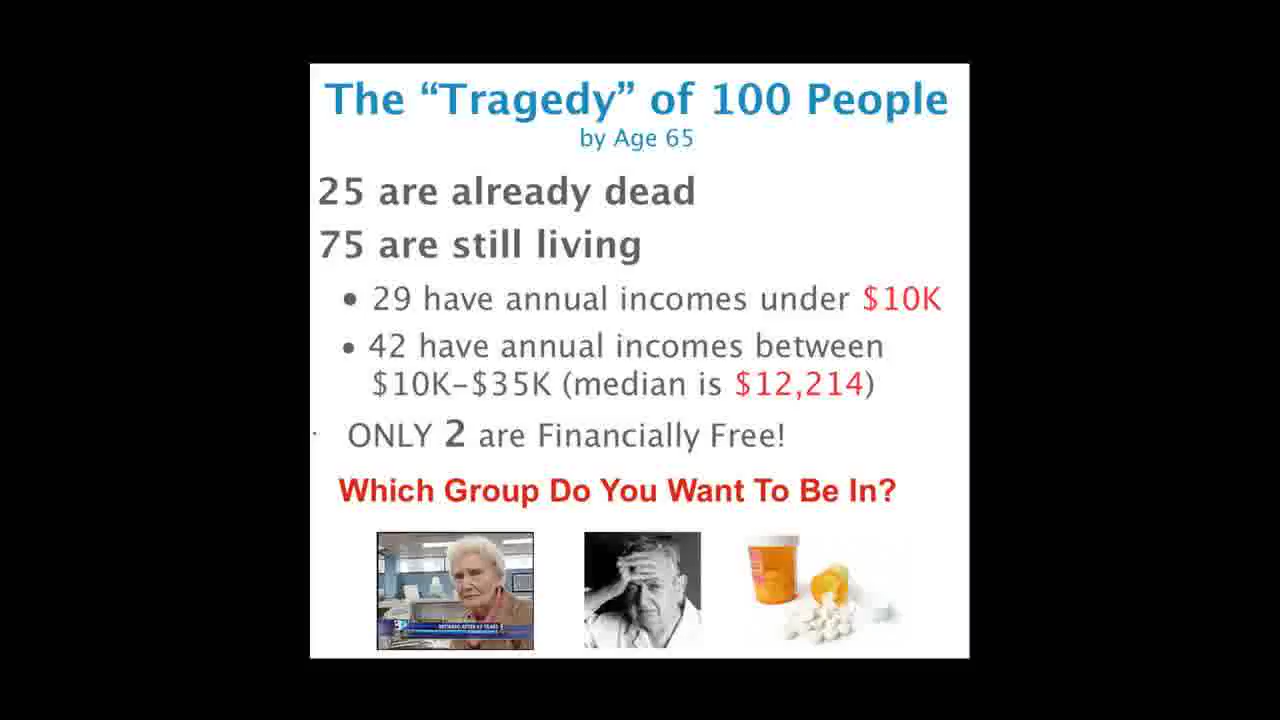 The “Tragedy” of 100 People
by Age 65
25 are already dead
75 are still living
• 29 have annual incomes under $10K
• 42 have annual incomes between
$10K-$35K (median is $12,214)
ONLY 2 are Financially Free!
Which Group Do You Want To Be In?